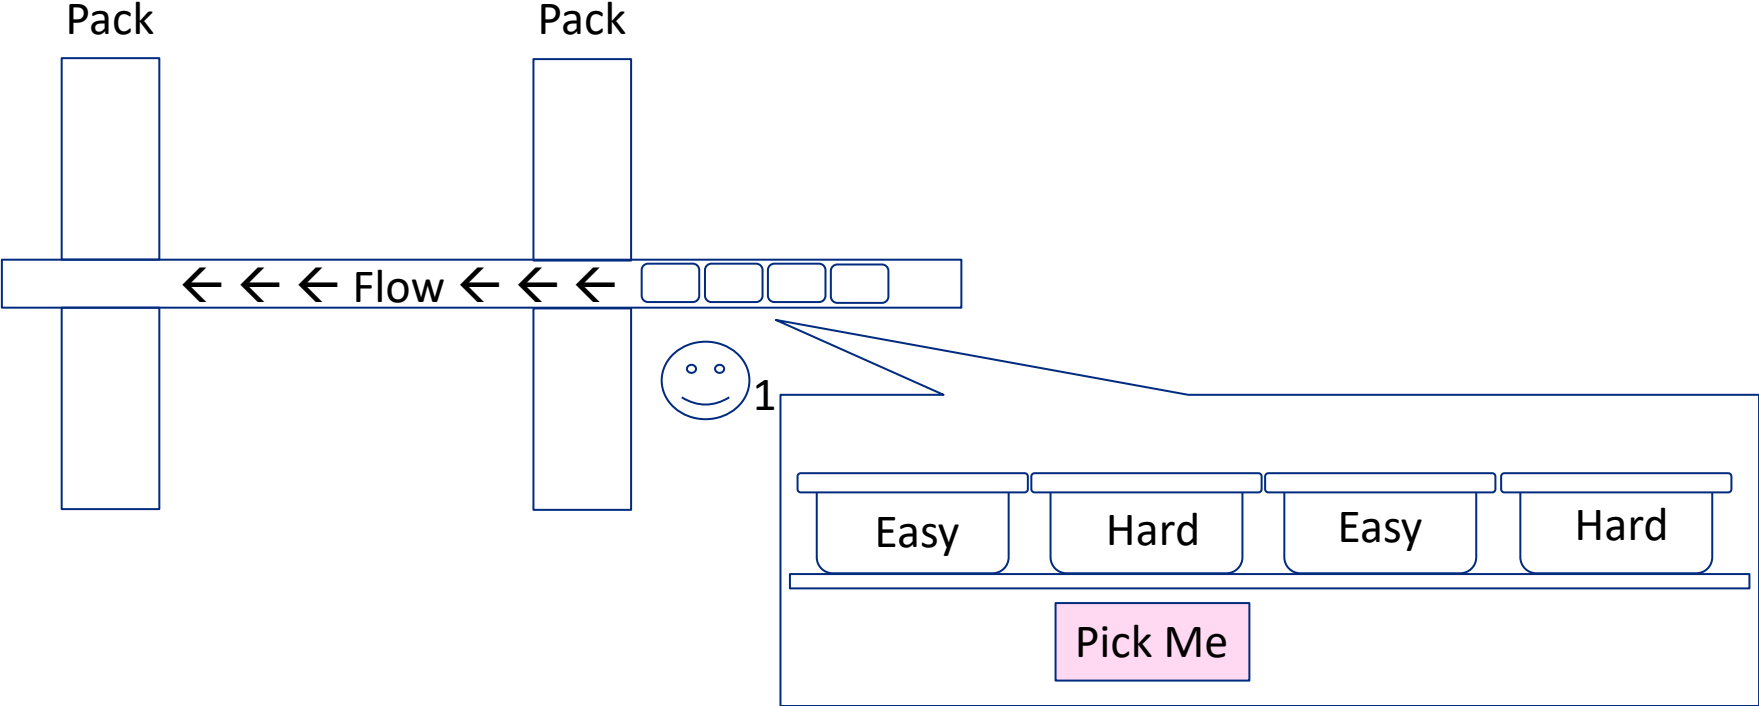 Pack Pack
← ← ← Flow ← ← ←
1
Easy Hard Easy Hard
Pick Me